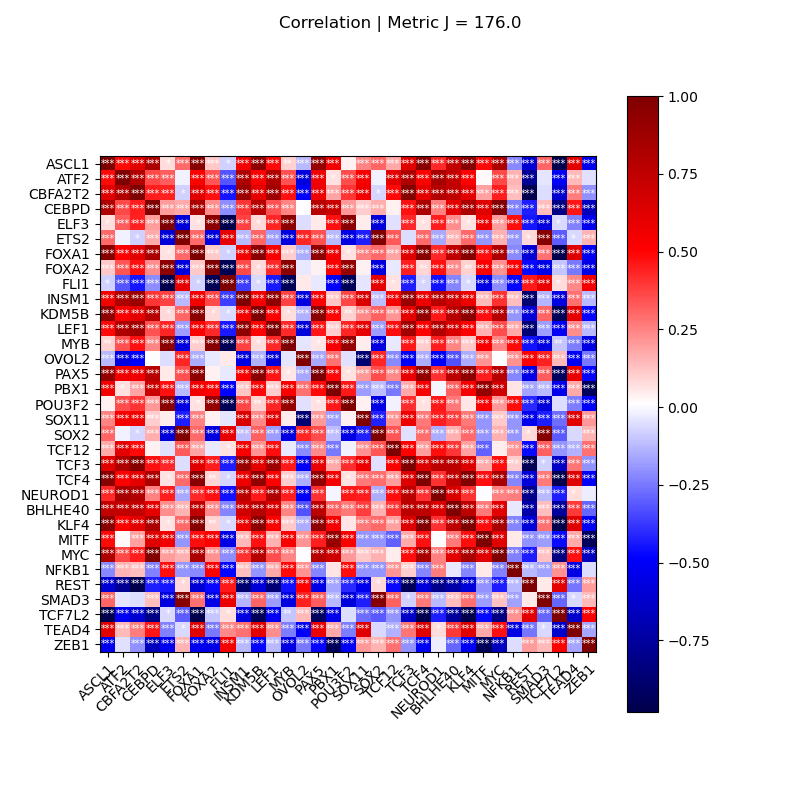 Correlation | Metric J = 176.0
ASCL1
ATF2
CBFA2T2
CEBPD
ELF3
ETS2
FOXA1
FOXA2
FLI1
INSM1
KDM5B
LEF1
MYB
OVOL2
PAX5
PBX1
POU3F2
SOX11
SOX2
TCF12
TCF3
TCF4
NEUROD1
BHLHE40
KLF4
MITF
MYC
NFKB1
REST
SMAD3
TCF7L2
TEAD4
ZEB1
ASCL1
ATF2
CBFA2T2
CEBPD
ELF3
ETS2
FOXA1
FOXA2
FLI1
INSM1
KDM5B
LEF1
MYB
OVOL2
PAX5
PBX1
POU3F2
SOX11
SOX2
TCF12
TCF3
TCF4
NEUROD1
BHLHE40
KLF4
MITF
MYC
NFKB1
REST
SMAD3
TCF7L2
TEAD4
ZEB1
1.00
0.75
0.50
0.25
0.00
−0.25
−0.50
−0.75